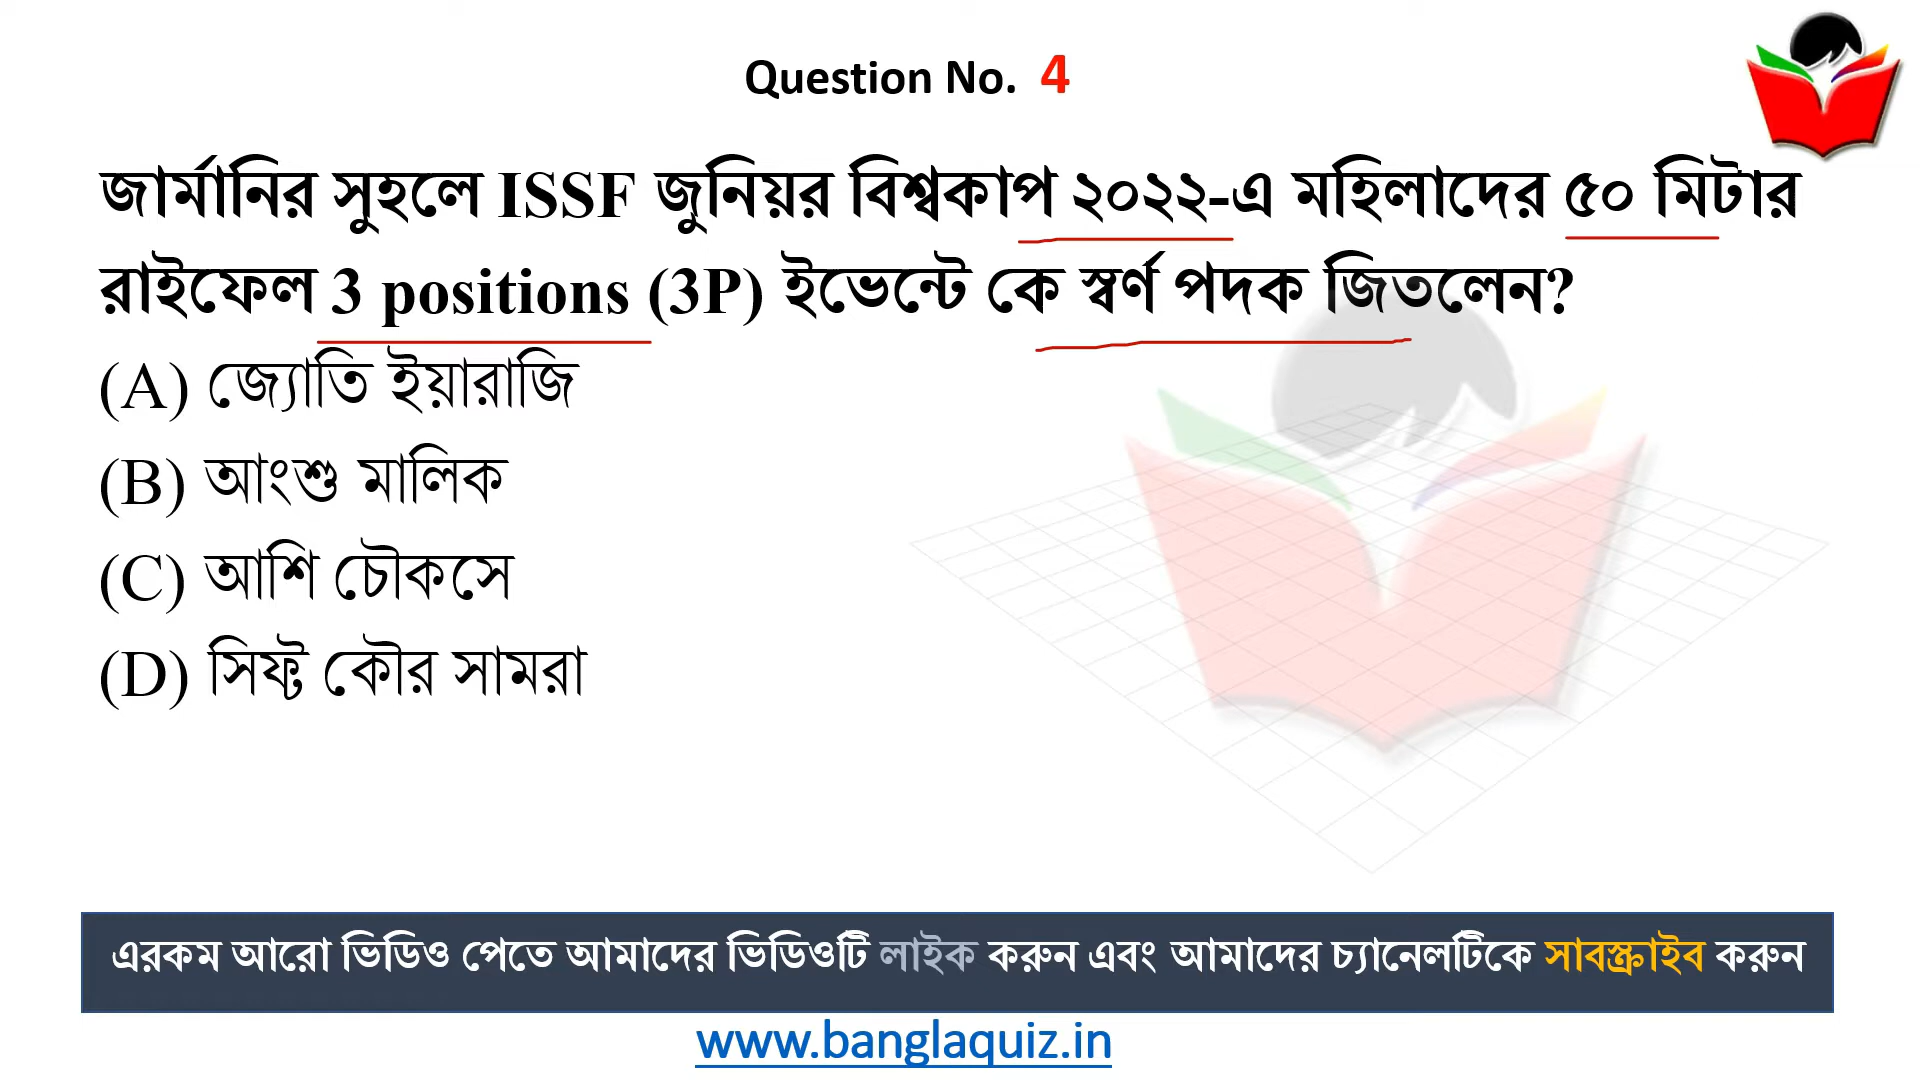 Question No. 4
জার্মানির সুহলে ISSF জুনিয়র বিশ্বকাপ ২০২২-এ মহিলাদের ৫০ মিটার
রাইফেল 3 positions (3P) ইভেন্টে কে স্বর্ণ পদক জিতলেন?
(A) জ্যোতি ইয়ারাজি
(B) আংশু মালিক
(C) আশি চৌকসে
(D) সিফ্ট কৌর সামরা
এরকম আরো ভিডিও পেতে আমাদের ভিডিওটি লাইক করুন এবং আমাদের চ্যানেলটিকে সাবস্ক্রাইব করুন
www.banglaquiz.in